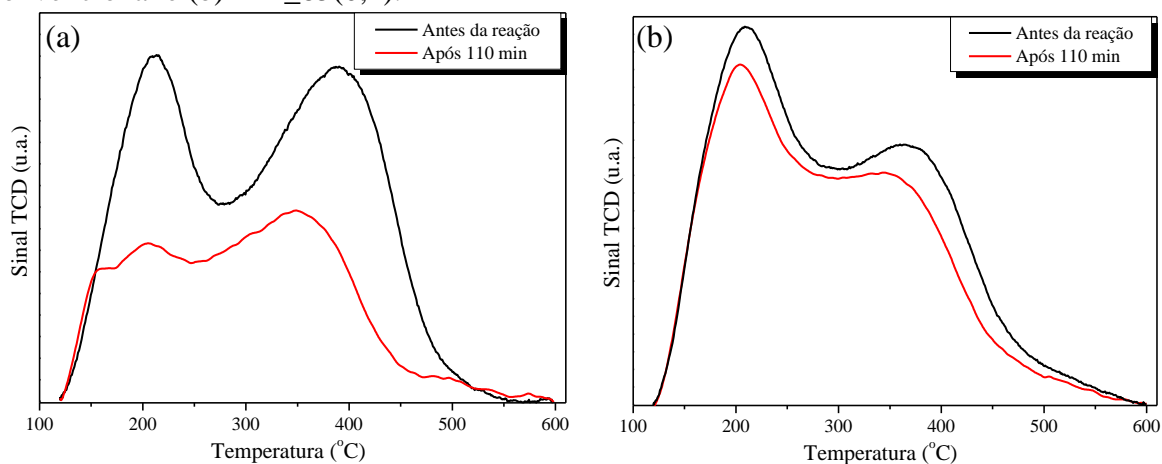 (a)
Antes da reação
Após 110 min
Sinal TCD (u.a.)
100 200 300 400 500 600
Temperatura (°C)
(b)
Antes da reação
Após 110 min
Sinal TCD (u.a.)
100 200 300 400 500 600
Temperatura (°C)